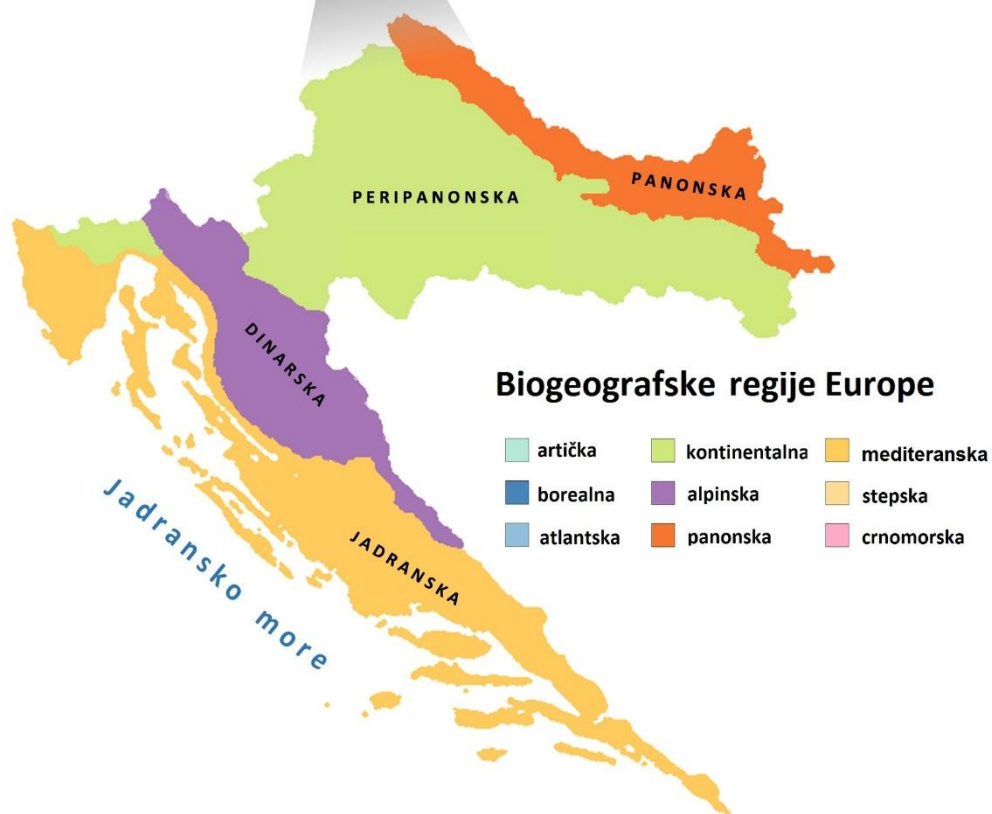 PERIPANONSKA
PANONSKA
DINARSKA
JADRANSKA
Jadransko more
Biogeografske regije Europe
artička
kontinentalna
mediteranska
borealna
alpinska
stepska
atlantska
panonska
crnomorska